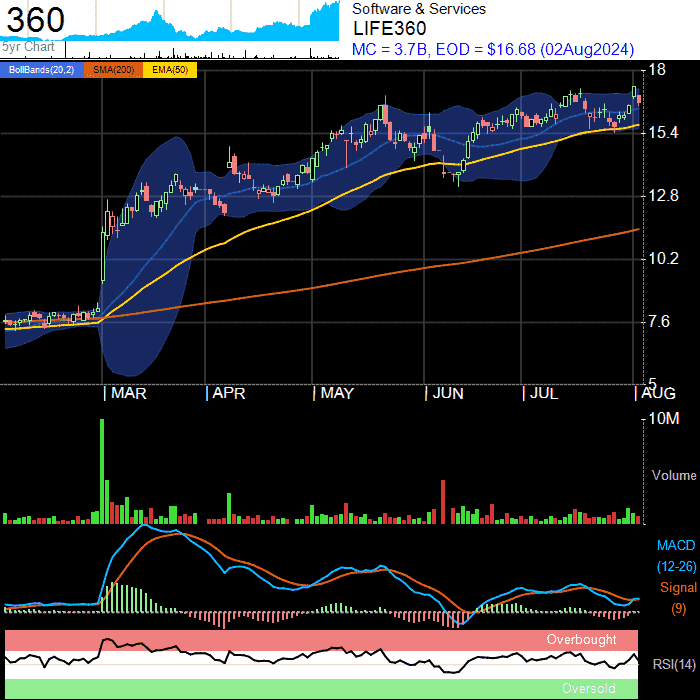 360
Software & Services
LIFE360
MC = 3.7B, EOD = $16.68 (02Aug2024)
5yr Chart
BollBands(20,2) SMA(200) EMA(50)
18
15.4
12.8
10.2
7.6
5
MAR APR MAY JUN JUL AUG
10M
Volume
MACD
(12-26)
Signal
(9)
Overbought
RSI(14)
Oversold